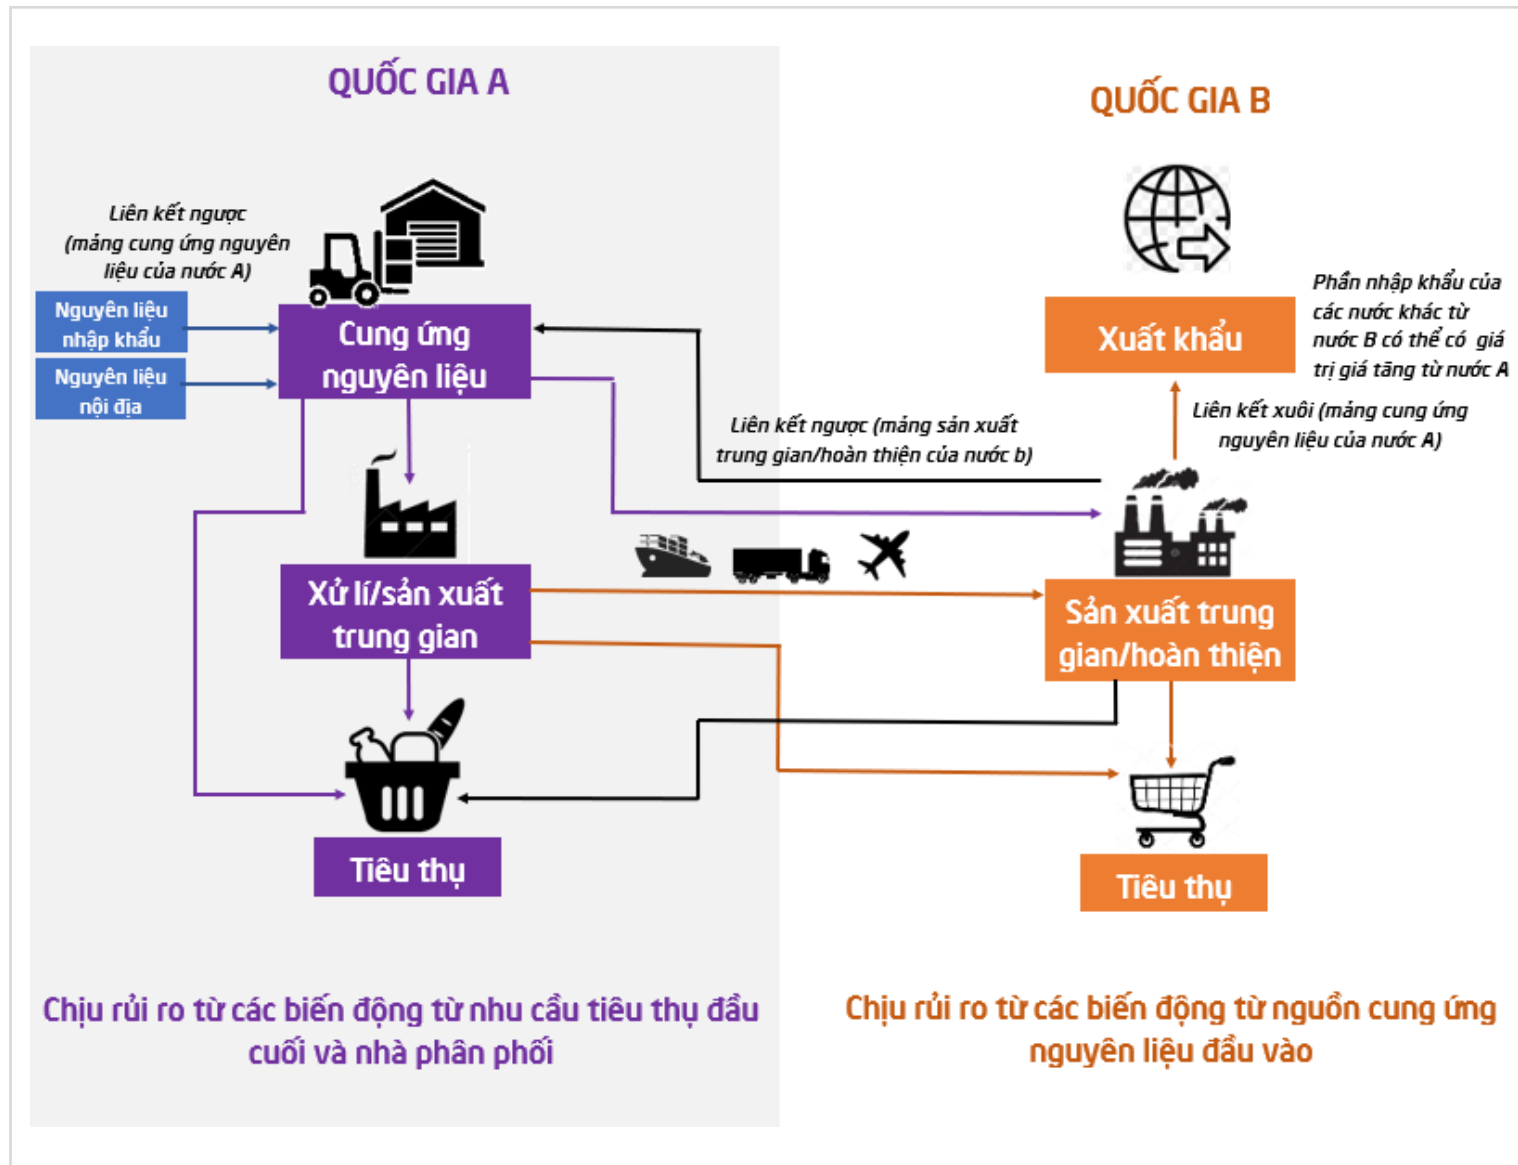 QUỐC GIA A
QUỐC GIA B
Liên kết ngược
(mảng cung ứng nguyên
liệu của nước A)
Nguyên liệu
nhập khẩu
Nguyên liệu
nội địa
Cung ứng
nguyên liệu
Xuất khẩu
Phần nhập khẩu của
các nước khác từ
nước B có thể có giá
trị giá tăng từ nước A
Liên kết ngược (mảng sản xuất
trung gian/hoàn thiện của nước b)
Liên kết xuôi (mảng cung ứng
nguyên liệu của nước A)
Xử lí/sản xuất
trung gian
Sản xuất trung
gian/hoàn thiện
Tiêu thụ
Tiêu thụ
Chịu rủi ro từ các biến động từ nhu cầu tiêu thụ đầu
cuối và nhà phân phối
Chịu rủi ro từ các biến động từ nguồn cung ứng
nguyên liệu đầu vào